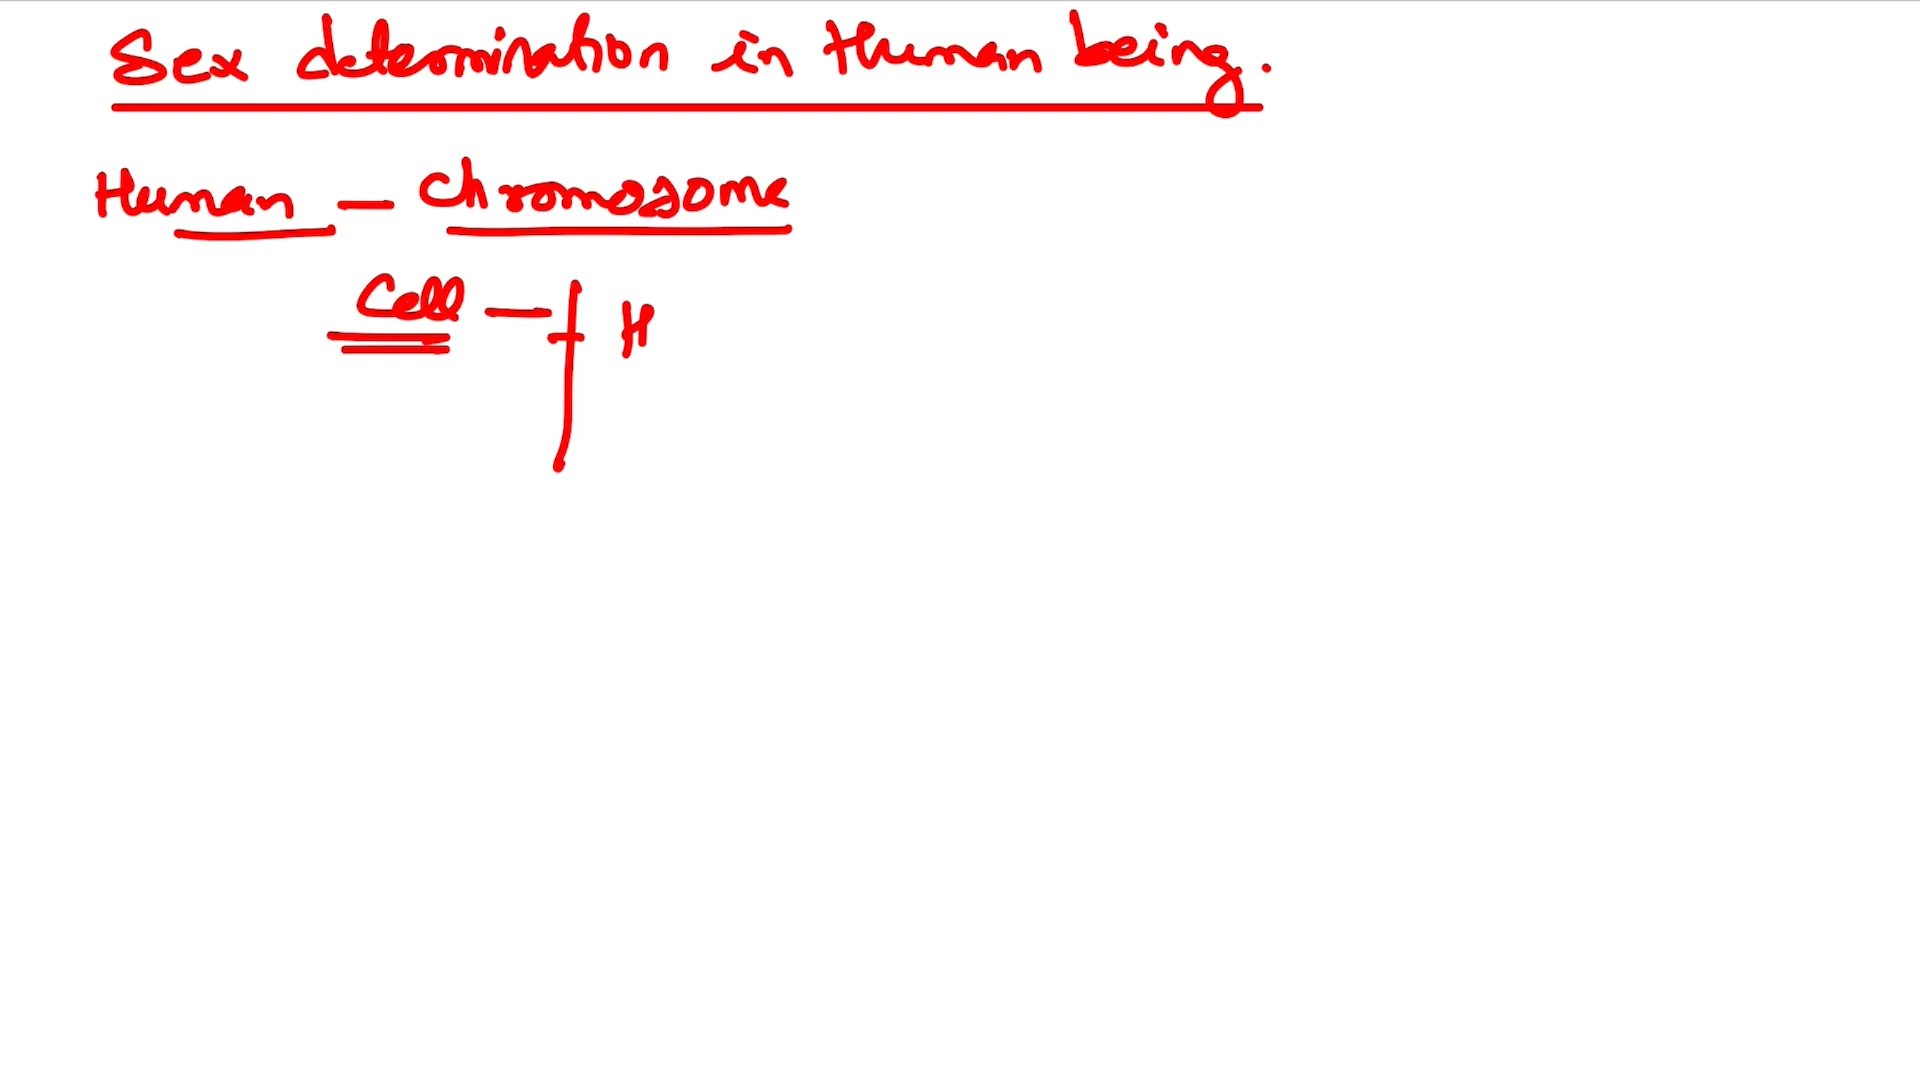 Sex determination in Human being.
Human — Chromosome
Cell — H